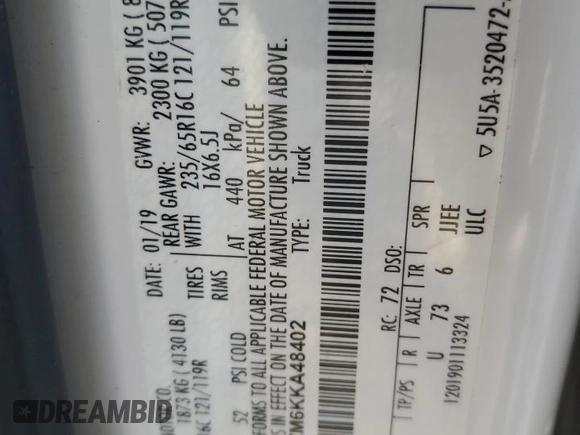 DATE: 01/19 GVWR: 3901 KG (
REAR GAWR: 2300 KG ( 507
1873 KG ( 4130 LB) WITH 235/65R16C 121/119R
16C 121/119R TIRES 16X6.5J
RIMS
52 PSI COLD AT 440 kPa/ 64 PSI
FORMS TO ALL APPLICABLE FEDERAL MOTOR VEHICLE
S IN EFFECT ON THE DATE OF MANUFACTURE SHOWN ABOVE.
M6KKA48402 TYPE: Truck
RC: 72 DSO:
TP/PS R AXLE TR SPR
U 73 6 JJEE
1201901113324 ULC
5U5A-3520472-
DREAMBID